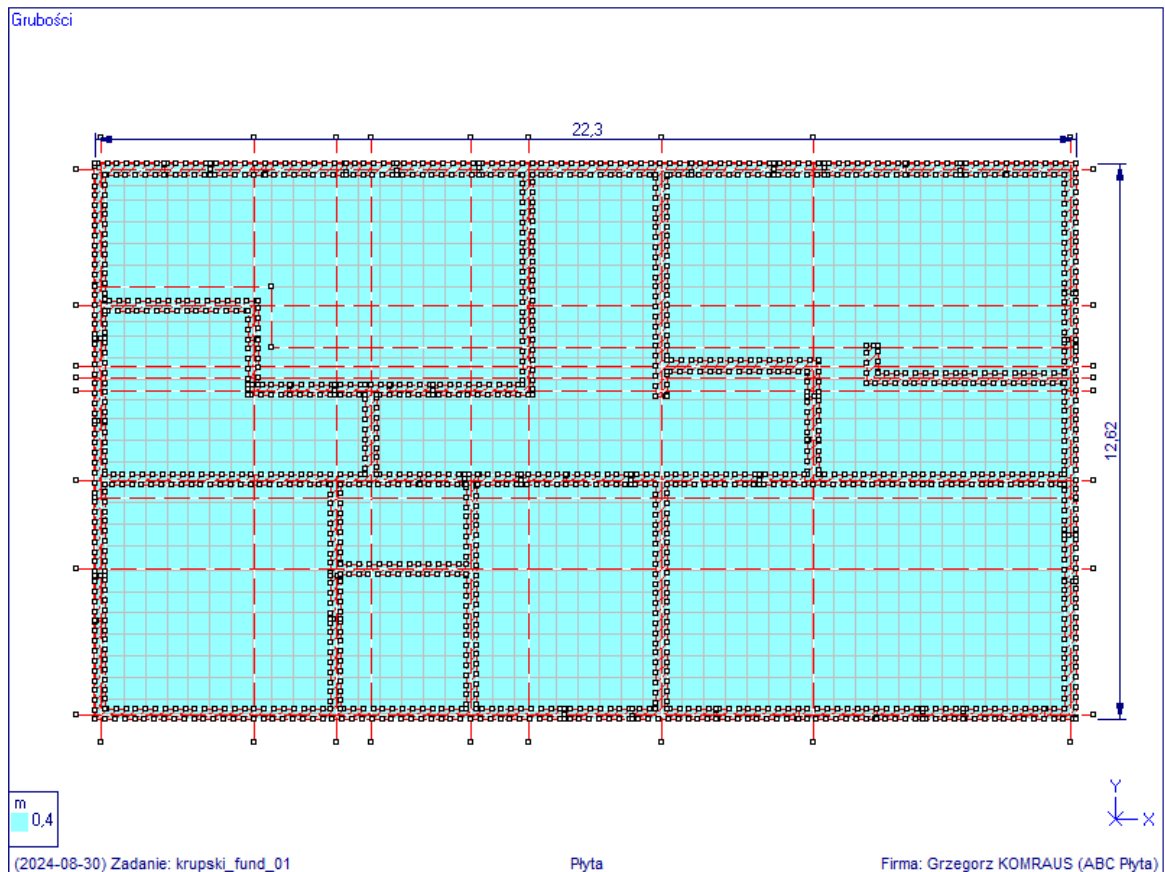 Grubości
22,3
12,62
m
0,4
Y
X
(2024-08-30) Zadanie: krupski_fund_01 Płyta Firma: Grzegorz KOMRAUS (ABC Płyta)